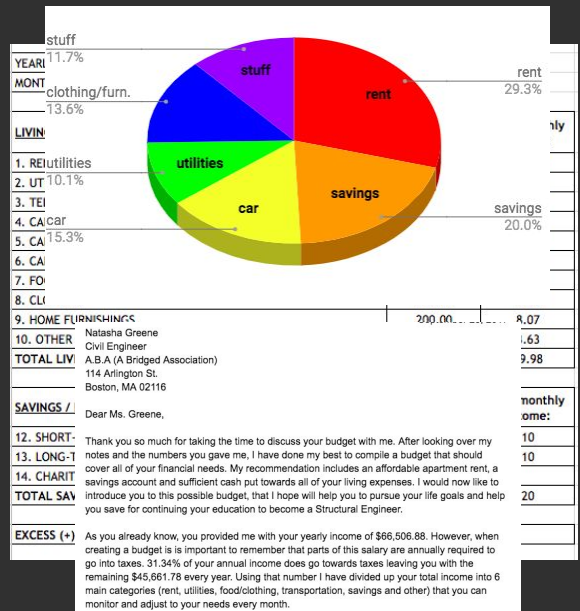 stuff
11.7%
YEARL
stuff
MONT
clothing/furn.
13.6%
rent
rent
29.3%
LIVIN
nly
1. RE
utilities
10.1%
utilities
2. UT
3. TE
savings
car
savings
20.0%
4. CA
car
15.3%
5. CA
6. CA
7. FO
8. CLO
9. HOME FURNISHINGS 200.00 8.07
10. OTHER .63
TOTAL LIV 9.98
Natasha Greene
Civil Engineer
A.B.A (A Bridged Association)
114 Arlington St.
Boston, MA 02116
Dear Ms. Greene,
SAVINGS / monthly
ome:
12. SHORT- 10
13. LONG-T 10
14. CHARIT
TOTAL SAV 20
EXCESS (+)
Thank you so much for taking the time to discuss your budget with me. After looking over my
notes and the numbers you gave me, I have done my best to compile a budget that should
cover all of your financial needs. My recommendation includes an affordable apartment rent, a
savings account and sufficient cash put towards all of your living expenses. I would now like to
introduce you to this possible budget, that I hope will help you to pursue your life goals and help
you save for continuing your education to become a Structural Engineer.
As you already know, you provided me with your yearly income of $66,506.88. However, when
creating a budget is is important to remember that parts of this salary are annually required to
go into taxes. 31.34% of your annual income does go towards taxes leaving you with the
remaining $45,661.78 every year. Using that number I have divided up your total income into 6
main categories (rent, utilities, food/clothing, transportation, savings and other) that you can
monitor and adjust to your needs every month.